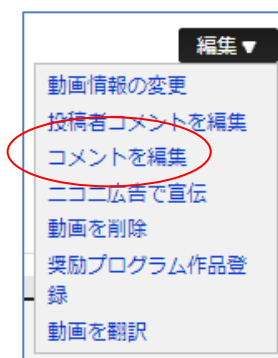 編集▼
動画情報の変更
投稿者コメントを編集
コメントを編集
ニコニ広告で宣伝
動画を削除
奨励プログラム作品登
録
動画を翻訳